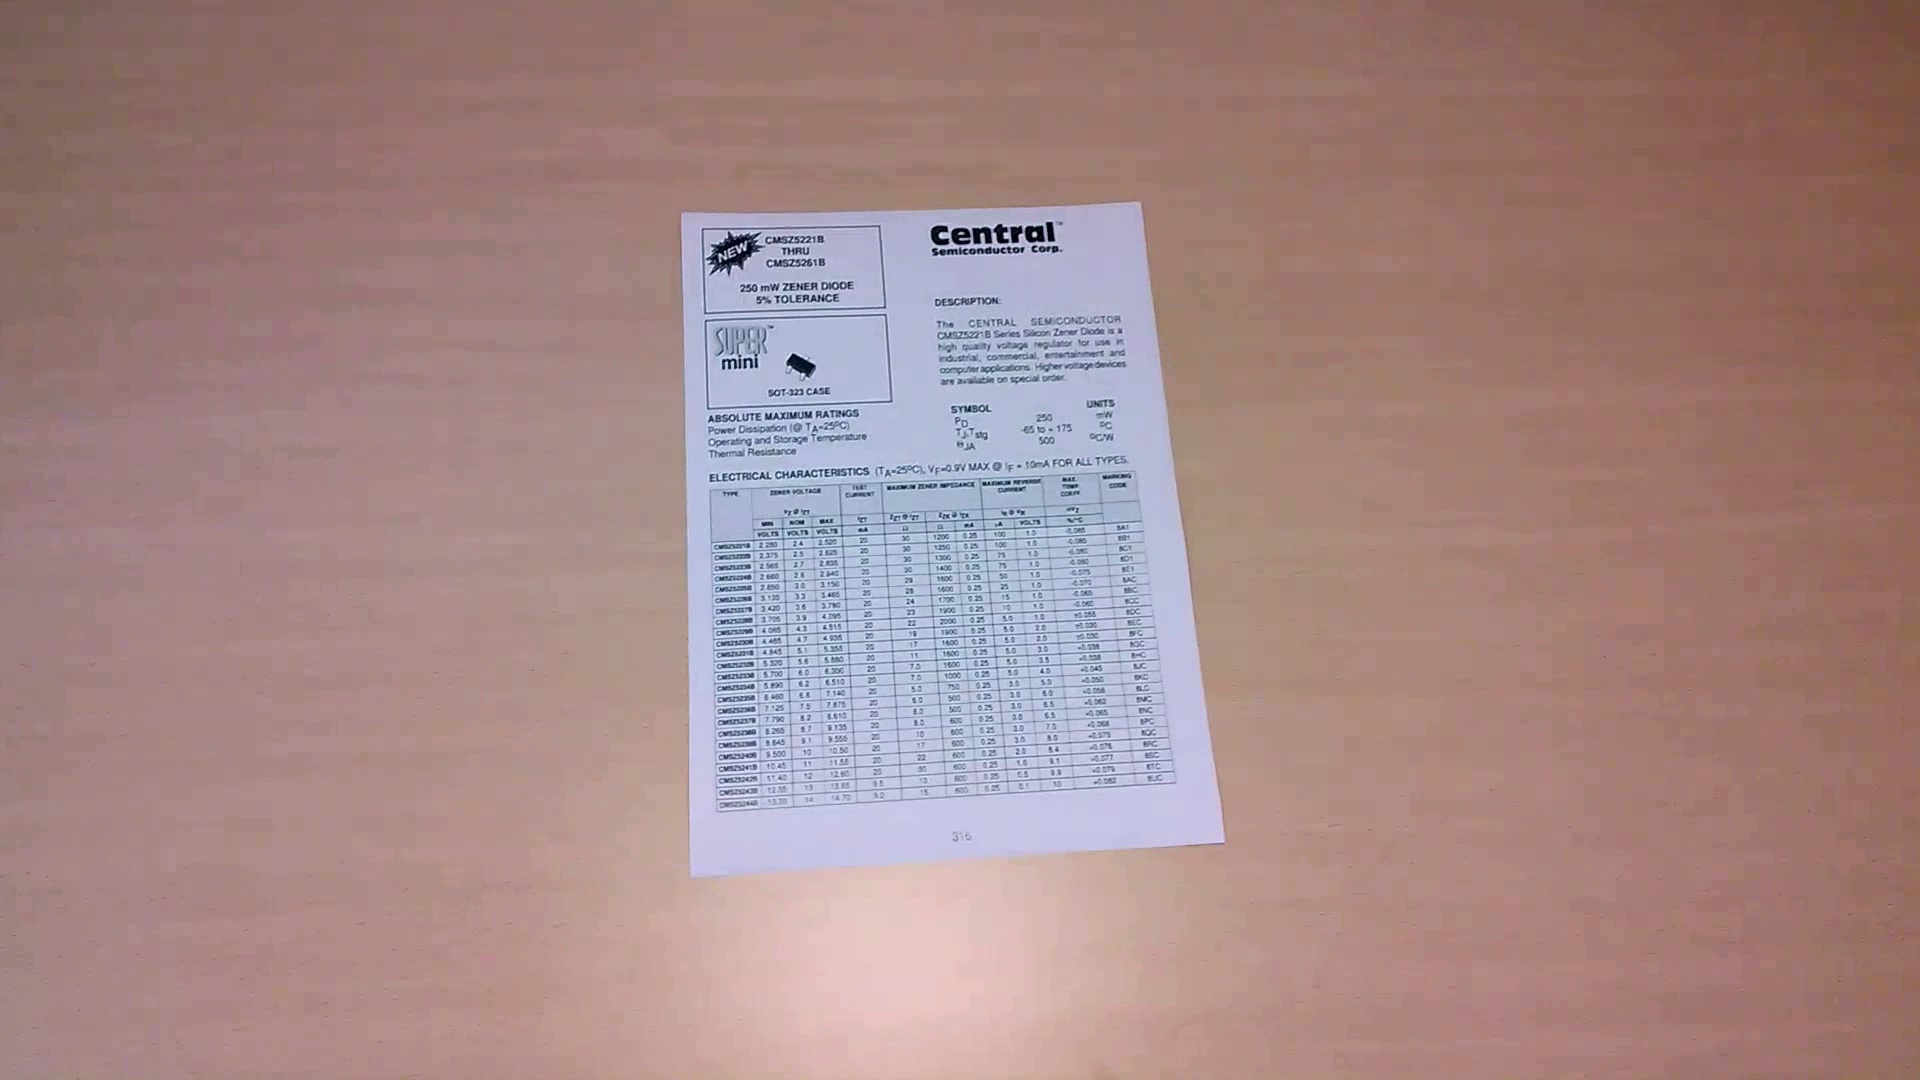 NEW
CMSZ5221B
THRU
CMSZ5261B
250 mW ZENER DIODE
5% TOLERANCE
Central™
Semiconductor Corp.
SUPER™
mini
SOT-323 CASE
DESCRIPTION:
The CENTRAL SEMICONDUCTOR
CMSZ5221B Series Silicon Zener Diode is a
high quality voltage regulator for use in
industrial, commercial, entertainment and
computer applications. Higher voltage devices
are available on special order.
ABSOLUTE MAXIMUM RATINGS SYMBOL UNITS
Power Dissipation (@ TA=25ºC) PD 250 mW
Operating and Storage Temperature TJ,Tstg -65 to + 175 ºC
Thermal Resistance ΘJA 500 ºC/W
ELECTRICAL CHARACTERISTICS (TA=25ºC), VF=0.9V MAX @ IF = 10mA FOR ALL TYPES.
TYPE ZENER VOLTAGE TEST CURRENT MAXIMUM ZENER IMPEDANCE MAXIMUM REVERSE CURRENT MAX. TEMP COEFF. MARKING CODE
VZ @ IZT IZT ZZT @ IZT ZZK @ IZK IR @ VR
MIN NOM MAX
VOLTS VOLTS VOLTS mA Ω Ω mA µA VOLTS %/ºC
CMSZ5221B 2.280 2.4 2.520 20 30 1200 0.25 100 1.0 -0.085 8A1
CMSZ5222B 2.375 2.5 2.625 20 30 1250 0.25 100 1.0 -0.085 8B1
CMSZ5223B 2.565 2.7 2.835 20 30 1300 0.25 75 1.0 -0.080 8C1
CMSZ5224B 2.660 2.8 2.940 20 30 1400 0.25 75 1.0 -0.080 8D1
CMSZ5225B 2.850 3.0 3.150 20 29 1600 0.25 50 1.0 -0.075 8E1
CMSZ5226B 3.135 3.3 3.465 20 28 1600 0.25 25 1.0 -0.070 8AC
CMSZ5227B 3.420 3.6 3.780 20 24 1700 0.25 15 1.0 -0.065 8BC
CMSZ5228B 3.705 3.9 4.095 20 23 1900 0.25 10 1.0 -0.060 8CC
CMSZ5229B 4.085 4.3 4.515 20 22 2000 0.25 5.0 1.0 ±0.055 8DC
CMSZ5230B 4.465 4.7 4.935 20 19 1900 0.25 5.0 2.0 ±0.030 8EC
CMSZ5231B 4.845 5.1 5.355 20 17 1600 0.25 5.0 2.0 ±0.030 8FC
CMSZ5232B 5.320 5.6 5.880 20 11 1600 0.25 5.0 3.0 +0.038 8GC
CMSZ5233B 5.700 6.0 6.300 20 7.0 1600 0.25 5.0 3.5 +0.038 8HC
CMSZ5234B 5.890 6.2 6.510 20 7.0 1000 0.25 5.0 4.0 +0.045 8JC
CMSZ5235B 6.460 6.8 7.140 20 5.0 750 0.25 3.0 5.0 +0.050 8KC
CMSZ5236B 7.125 7.5 7.875 20 6.0 500 0.25 3.0 6.0 +0.058 8LC
CMSZ5237B 7.790 8.2 8.610 20 8.0 500 0.25 3.0 6.5 +0.062 8MC
CMSZ5238B 8.265 8.7 9.135 20 8.0 600 0.25 3.0 6.5 +0.065 8NC
CMSZ5239B 8.645 9.1 9.555 20 10 600 0.25 3.0 7.0 +0.068 8PC
CMSZ5240B 9.500 10 10.50 20 17 600 0.25 3.0 8.0 +0.075 8QC
CMSZ5241B 10.45 11 11.55 20 22 600 0.25 2.0 8.4 +0.076 8RC
CMSZ5242B 11.40 12 12.60 20 30 600 0.25 1.0 9.1 +0.077 8SC
CMSZ5243B 12.35 13 13.65 9.5 13 600 0.25 0.5 9.9 +0.079 8TC
CMSZ5244B 13.30 14 14.70 9.0 15 600 0.25 0.1 10 +0.082 8UC
316